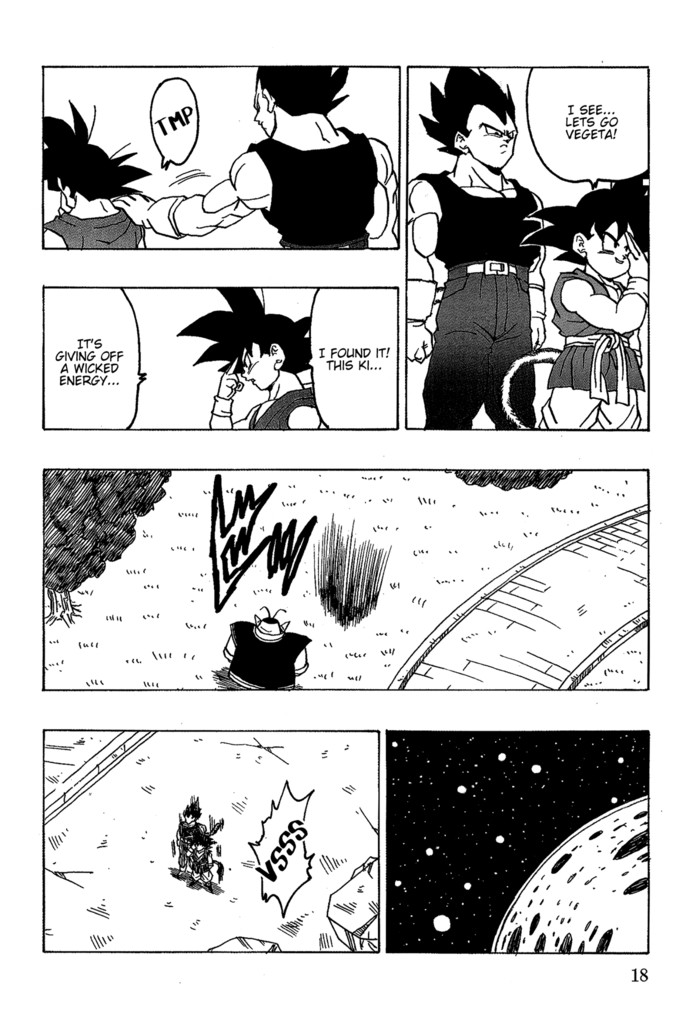 I SEE...
LETS GO
VEGETA!
TMP
I FOUND IT!
THIS KI...
IT'S
GIVING OFF
A WICKED
ENERGY...
VSSS
18